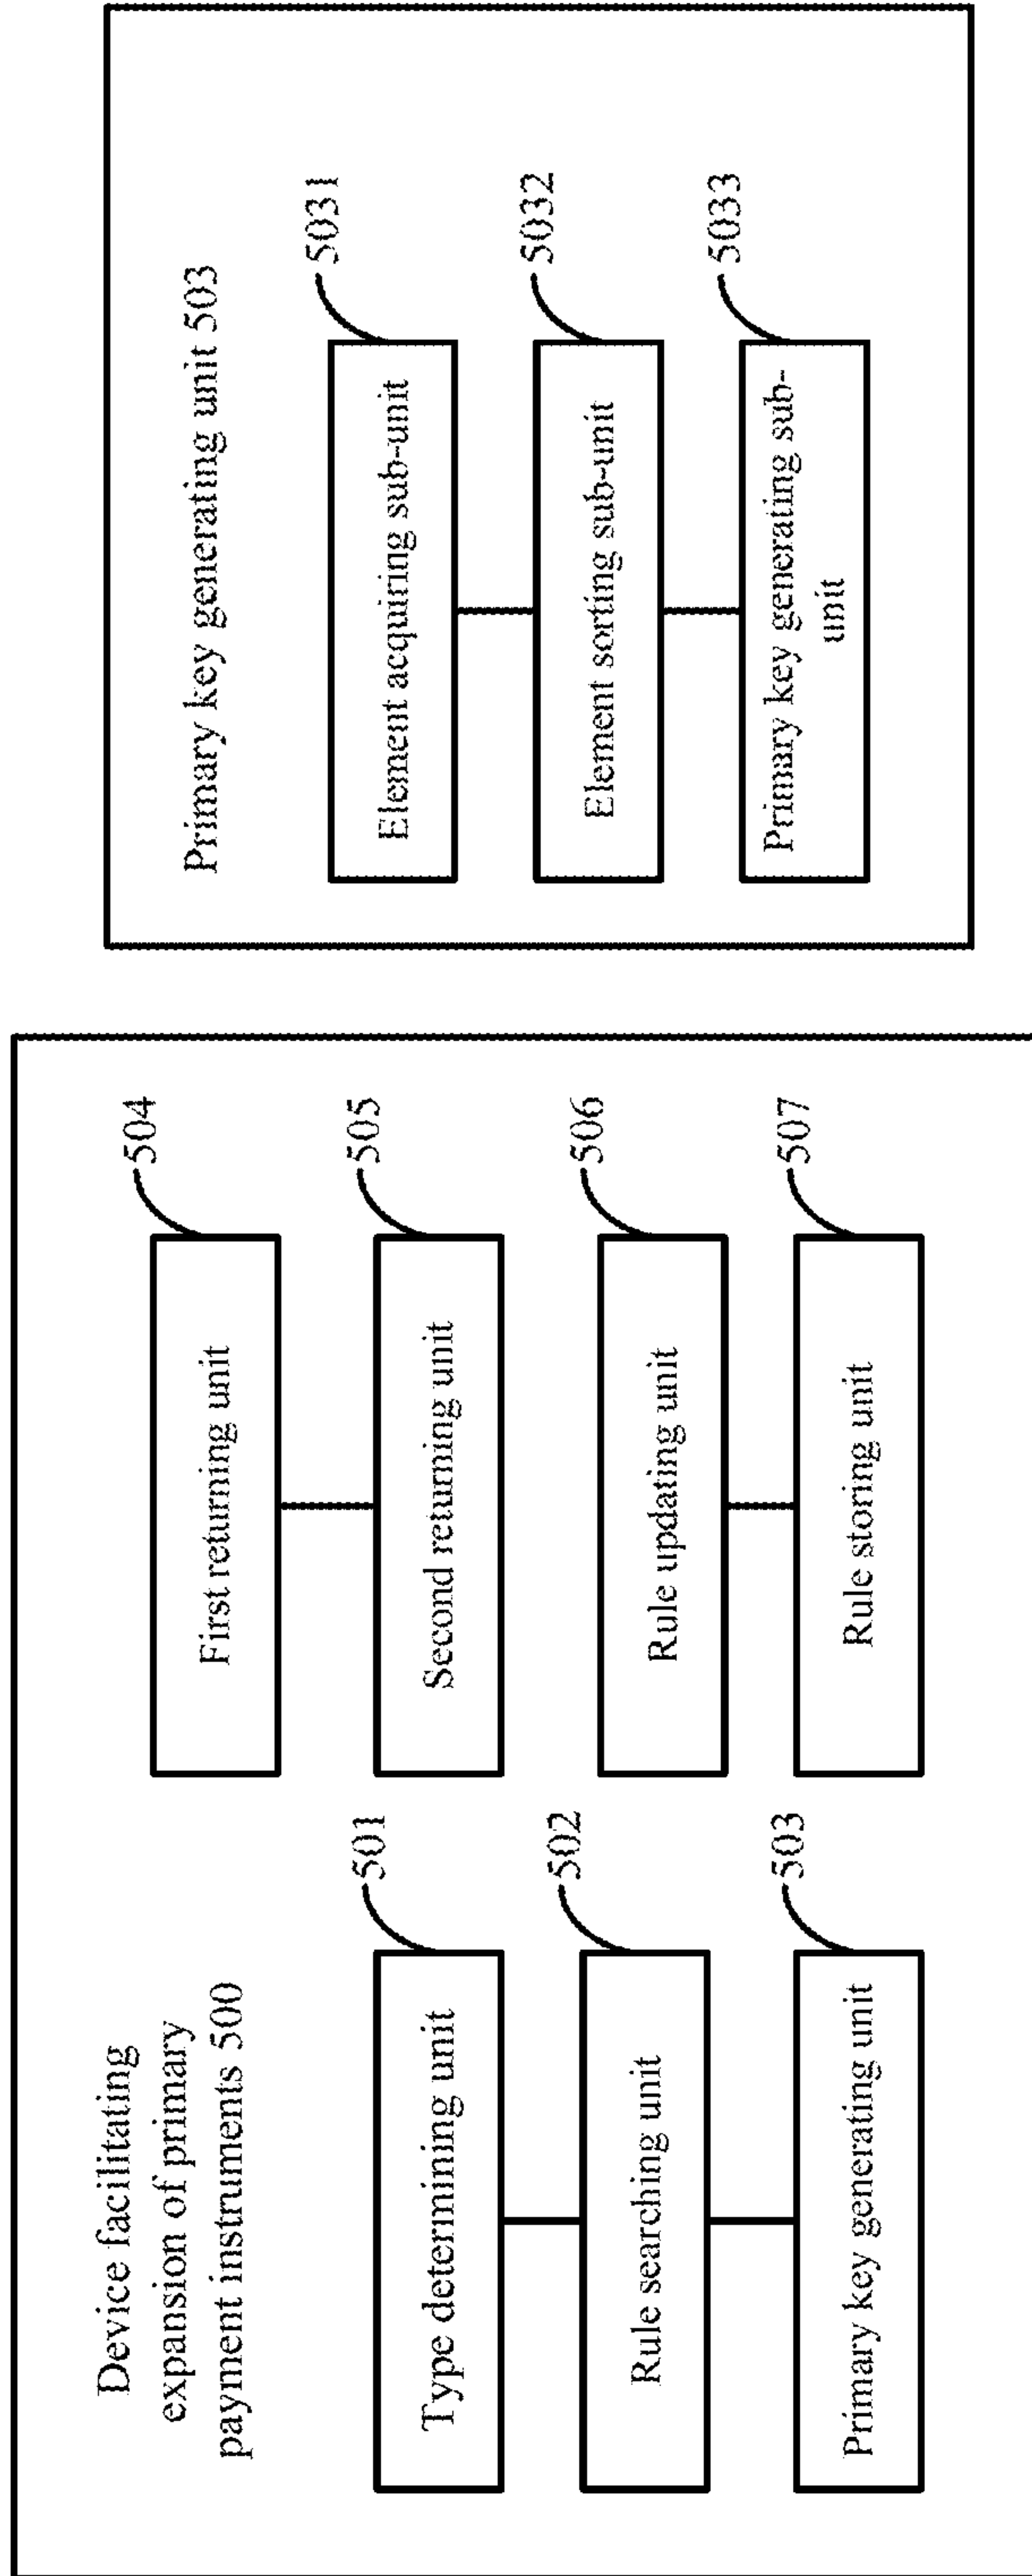 Device facilitating
expansion of primary
payment instruments 500
Type determining unit
501
Rule searching unit
502
Primary key generating unit
503
First returning unit
504
Second returning unit
505
Rule updating unit
506
Rule storing unit
507
Primary key generating unit 503
Element acquiring sub-unit
5031
Element sorting sub-unit
5032
Primary key generating sub-
unit
5033